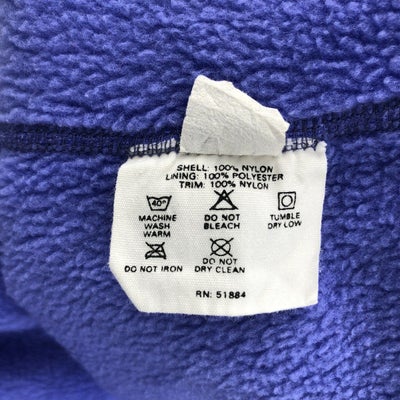 SHELL: 100% NYLON
LINING: 100% POLYESTER
TRIM: 100% NYLON
40°
MACHINE WASH WARM
DO NOT BLEACH
TUMBLE DRY LOW
DO NOT IRON
DO NOT DRY CLEAN
RN: 51884